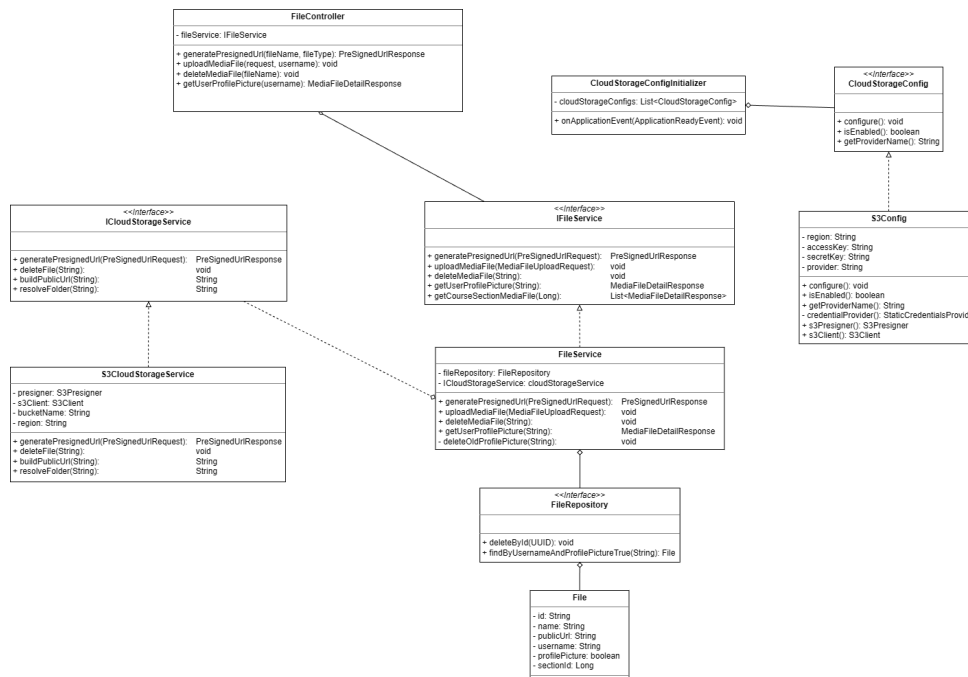 FileController
- fileService: IFileService
+ generatePresignedUrl(fileName, fileType): PreSignedUrlResponse
+ uploadMediaFile(request, username): void
+ deleteMediaFile(fileName): void
+ getUserProfilePicture(username): MediaFileDetailResponse
CloudStorageConfigInitializer
- cloudStorageConfigs: List<CloudStorageConfig>
+ onApplicationEvent(ApplicationReadyEvent): void
<<Interface>>
CloudStorageConfig
+ configure(): void
+ isEnabled(): boolean
+ getProviderName(): String
<<Interface>>
ICloudStorageService
+ generatePresignedUrl(PreSignedUrlRequest): PreSignedUrlResponse
+ deleteFile(String): void
+ buildPublicUrl(String): String
+ resolveFolder(String): String
<<Interface>>
IFileService
+ generatePresignedUrl(PreSignedUrlRequest): PreSignedUrlResponse
+ uploadMediaFile(MediaFileUploadRequest): void
+ deleteMediaFile(String): void
+ getUserProfilePicture(String): MediaFileDetailResponse
+ getCourseSectionMediaFile(Long): List<MediaFileDetailResponse>
S3Config
- region: String
- accessKey: String
- secretKey: String
- provider: String
+ configure(): void
+ isEnabled(): boolean
+ getProviderName(): String
- credentialProvider(): StaticCredentialsProvid
+ s3Presigner(): S3Presigner
+ s3Client(): S3Client
S3CloudStorageService
- presigner: S3Presigner
- s3Client: S3Client
- bucketName: String
- region: String
+ generatePresignedUrl(PreSignedUrlRequest): PreSignedUrlResponse
+ deleteFile(String): void
+ buildPublicUrl(String): String
+ resolveFolder(String): String
FileService
- fileRepository: FileRepository
- ICloudStorageService: cloudStorageService
+ generatePresignedUrl(PreSignedUrlRequest): PreSignedUrlResponse
+ uploadMediaFile(MediaFileUploadRequest): void
+ deleteMediaFile(String): void
+ getUserProfilePicture(String): MediaFileDetailResponse
- deleteOldProfilePicture(String): void
<<Interface>>
FileRepository
+ deleteById(UUID): void
+ findByUsernameAndProfilePictureTrue(String): File
File
- id: String
- name: String
- publicUrl: String
- username: String
- profilePicture: boolean
- sectionId: Long